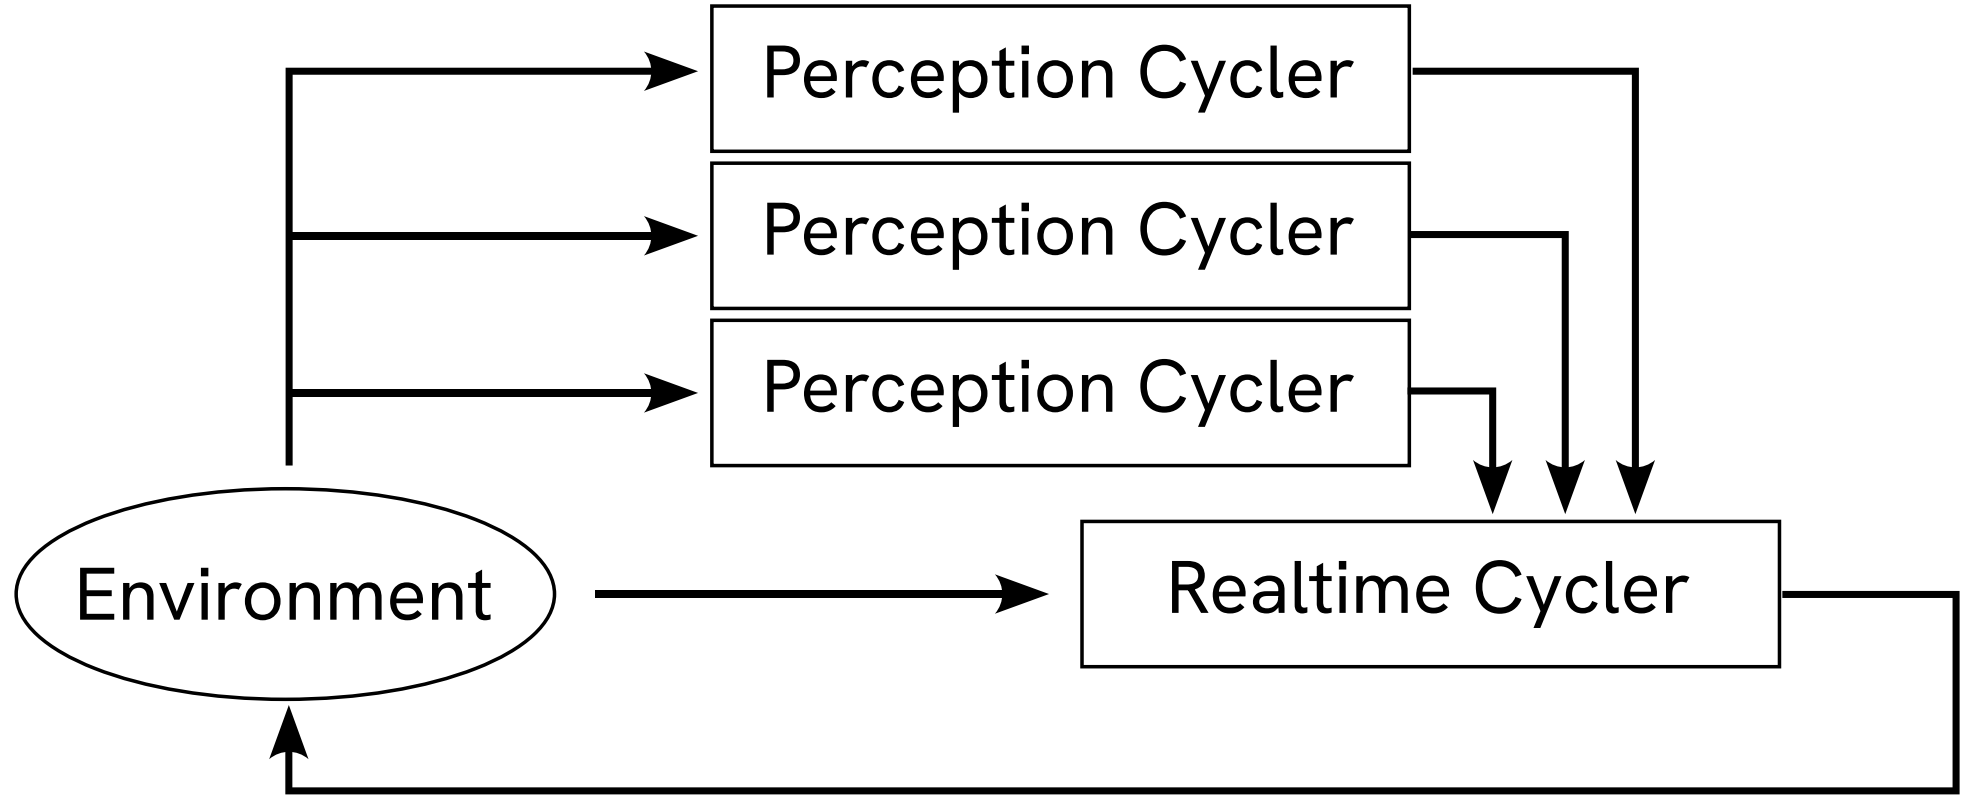 Perception Cycler
Perception Cycler
Perception Cycler
Environment
Realtime Cycler